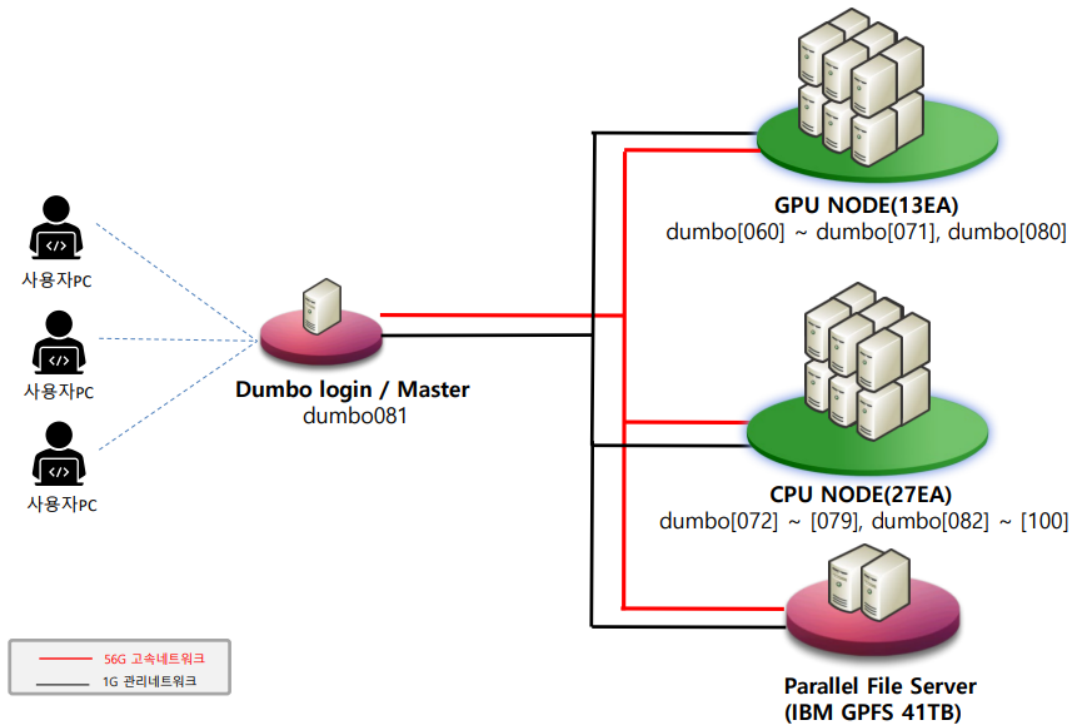 GPU NODE(13EA)
dumbo[060] ~ dumbo[071], dumbo[080]
사용자PC
사용자PC
사용자PC
Dumbo login / Master
dumbo081
CPU NODE(27EA)
dumbo[072] ~ [079], dumbo[082] ~ [100]
56G 고속네트워크
1G 관리네트워크
Parallel File Server
(IBM GPFS 41TB)